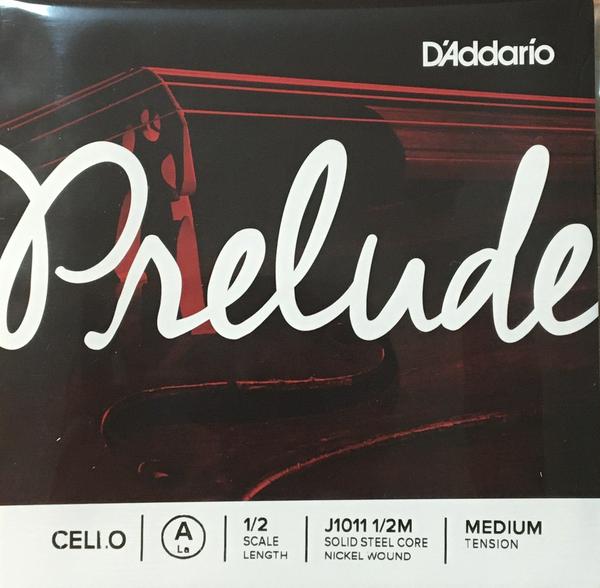 D'Addario
Prelude
CELLO
A
La
1/2
SCALE
LENGTH
J1011 1/2M
SOLID STEEL CORE
NICKEL WOUND
MEDIUM
TENSION